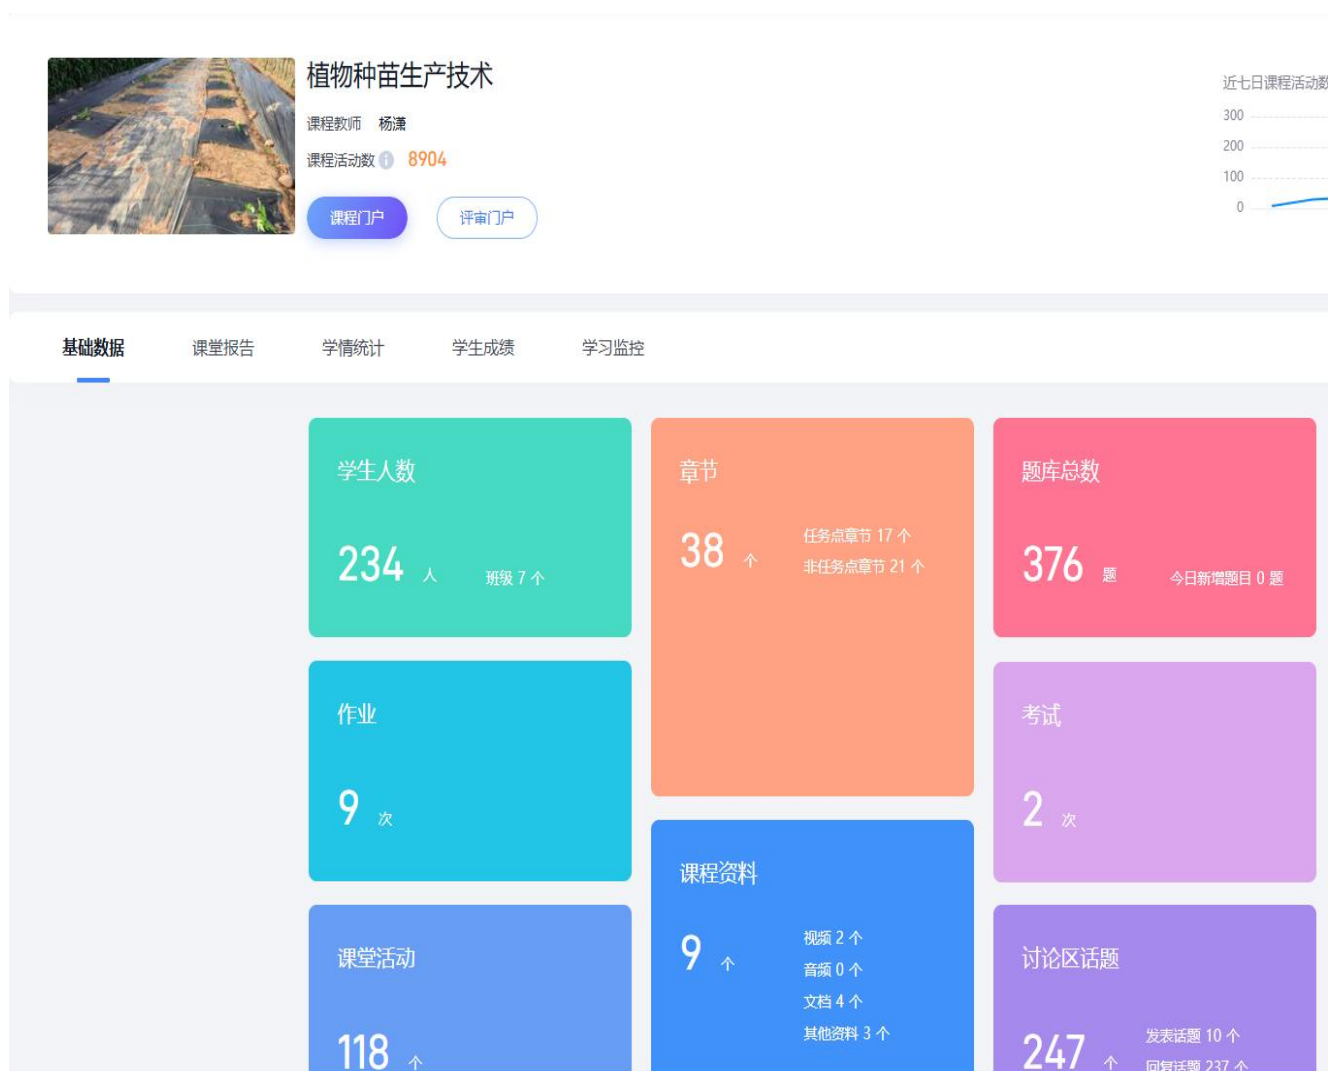 植物种苗生产技术
课程教师 杨潇
课程活动数 8904
课程门户 评审门户
近七日课程活动数
300
200
100
0
基础数据 课堂报告 学情统计 学生成绩 学习监控
学生人数
234 人 班级 7 个
章节
38 个
任务点章节 17 个
非任务点章节 21 个
题库总数
376 题 今日新增题目 0 题
作业
9 次
考试
2 次
课程资料
9 个
视频 2 个
音频 0 个
文档 4 个
其他资料 3 个
课堂活动
118 个
讨论区话题
247 个
发表话题 10 个
回复话题 237 个